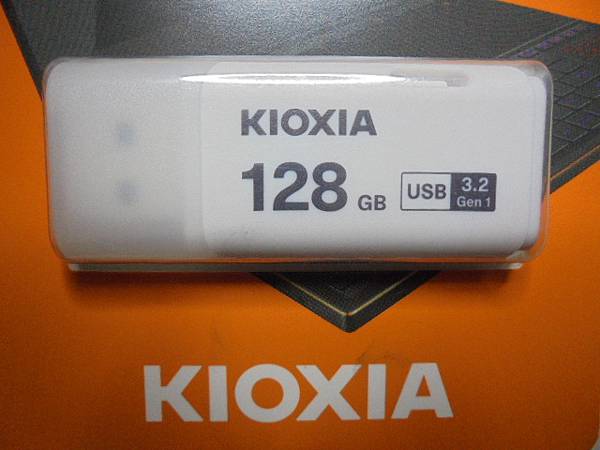 KIOXIA
128 GB USB 3.2
Gen 1
KIOXIA